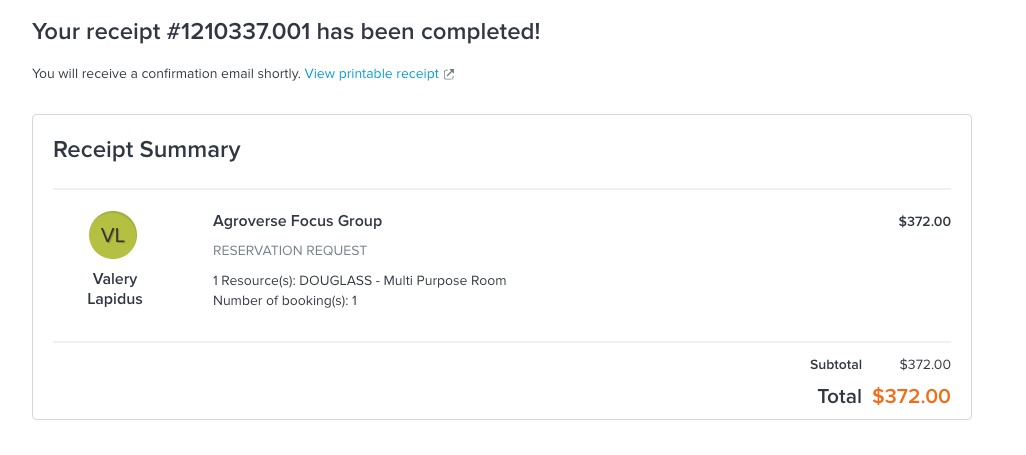 Your receipt #1210337.001 has been completed!
You will receive a confirmation email shortly. View printable receipt
Receipt Summary
VL
Valery
Lapidus
Agroverse Focus Group
$372.00
RESERVATION REQUEST
1 Resource(s): DOUGLASS - Multi Purpose Room
Number of booking(s): 1
Subtotal $372.00
Total $372.00